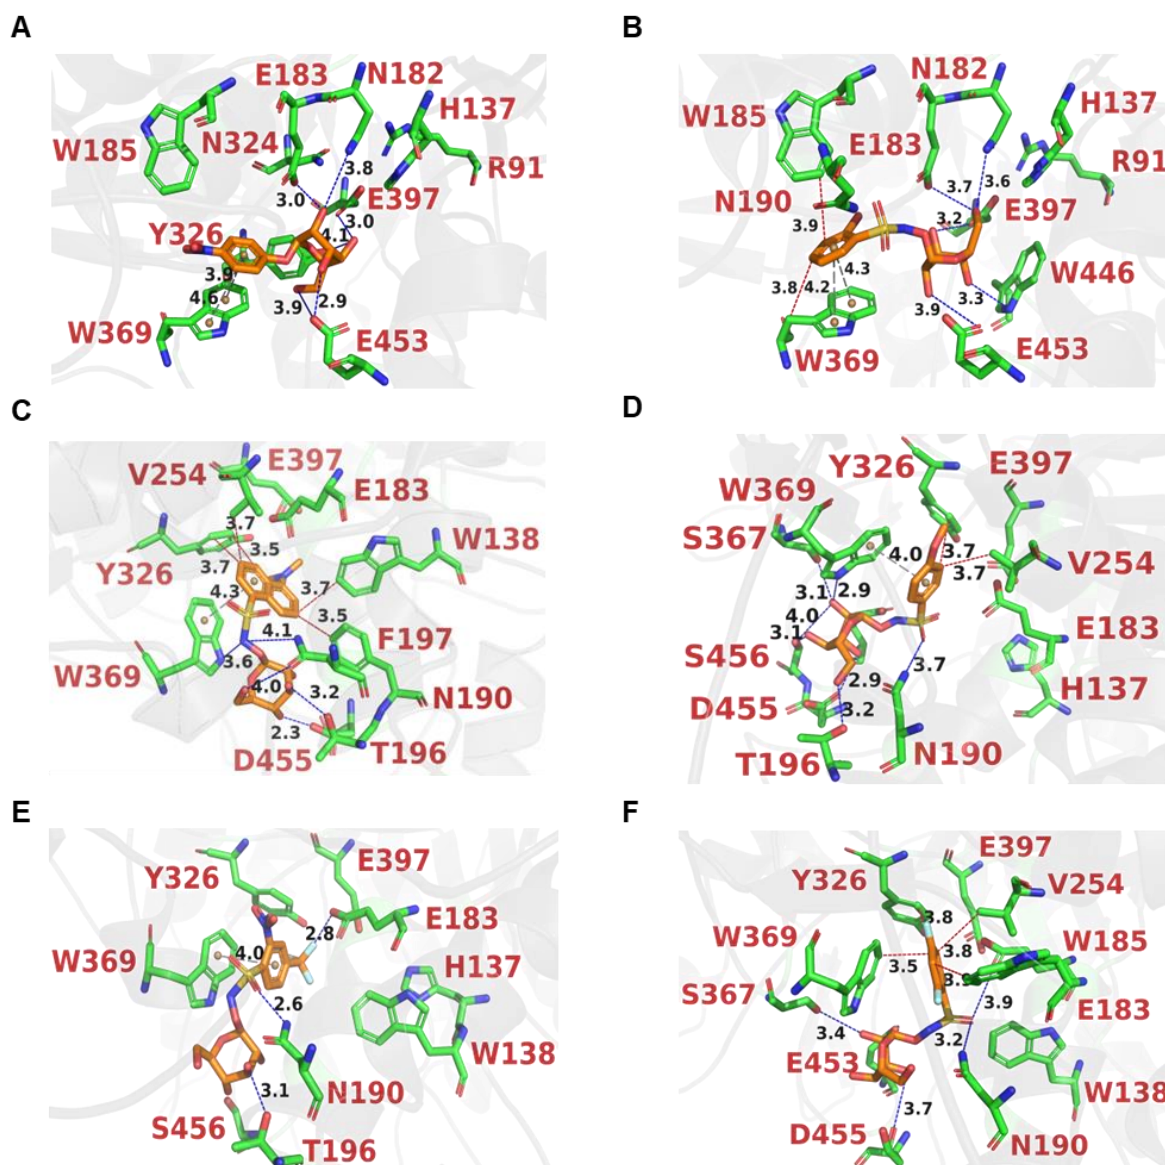 A
B
E183
N182
W185
N324
H137
R91
3.8
3.0
E397
3.0
Y326
4.1
3.9
4.6
3.9
2.9
W369
E453
N182
W185
H137
E183
R91
N190
3.7
3.6
3.2
E397
3.9
4.3
W446
3.8
4.2
3.3
3.9
W369
E453
C
D
V254
E397
E183
3.7
W138
3.5
Y326
3.7
3.7
4.3
3.5
4.1
F197
W369
3.6
4.0
3.2
N190
2.3
D455
T196
Y326
E397
W369
S367
4.0
3.7
3.7
V254
3.1
2.9
4.0
3.1
E183
S456
3.7
2.9
H137
D455
3.2
T196
N190
E
F
Y326
E397
2.8
E183
W369
4.0
H137
2.6
W138
3.1
N190
S456
T196
E397
Y326
V254
3.8
W369
3.8
W185
3.5
S367
3.9
E183
3.4
3.2
E453
W138
3.7
D455
N190